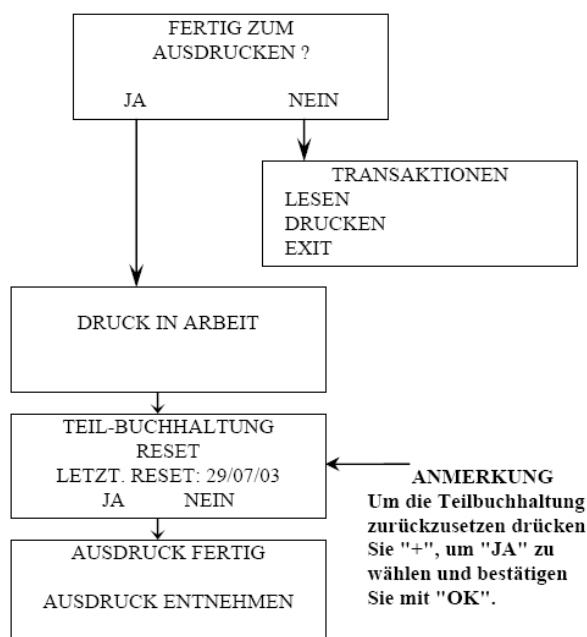 FERTIG ZUM
AUSDRUCKEN ?
JA NEIN
TRANSAKTIONEN
LESEN
DRUCKEN
EXIT
DRUCK IN ARBEIT
TEIL-BUCHHALTUNG
RESET
LETZT. RESET: 29/07/03
JA NEIN
ANMERKUNG
Um die Teilbuchhaltung
zurückzusetzen drücken
Sie "+", um "JA" zu
wählen und bestätigen
Sie mit "OK".
AUSDRUCK FERTIG
AUSDRUCK ENTNEHMEN